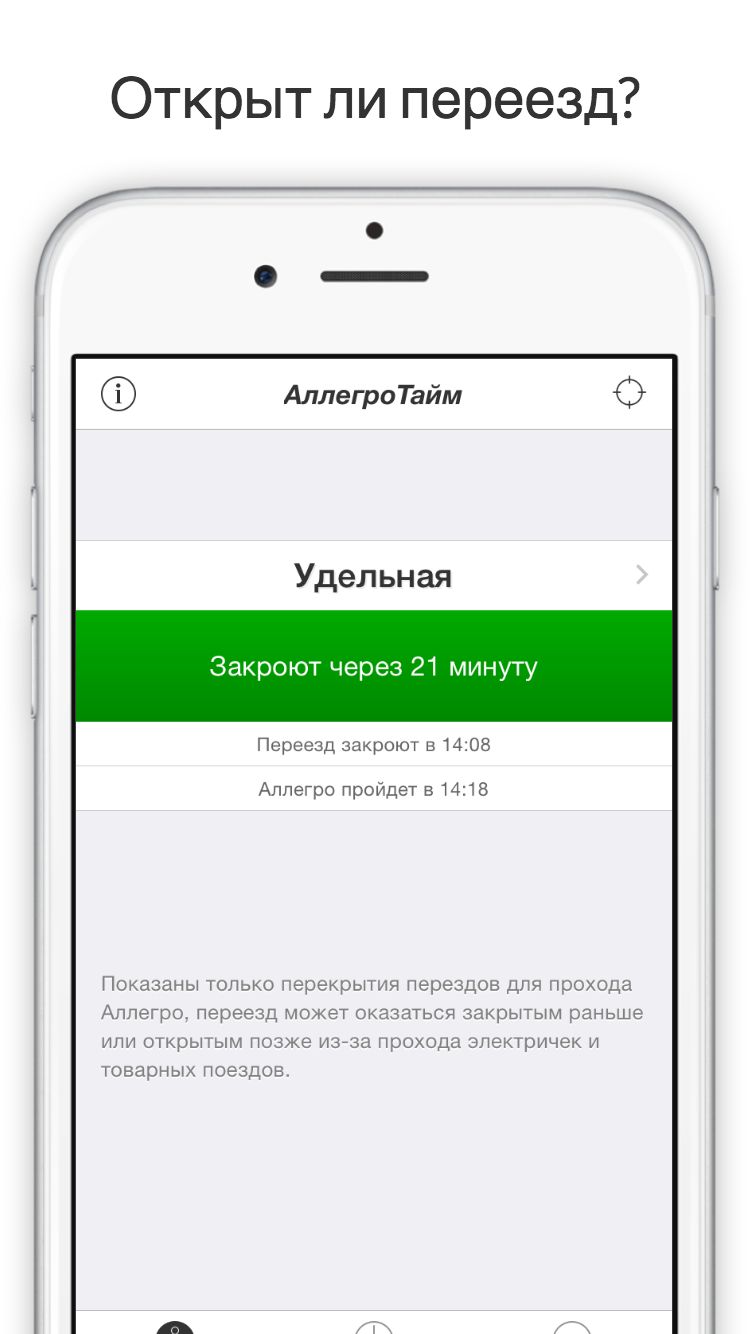 Открыт ли переезд?
АллегроТайм
Удельная
Закроют через 21 минуту
Переезд закроют в 14:08
Аллегро пройдет в 14:18
Показаны только перекрытия перездов для прохода
Аллегро, переезд может оказаться закрытым раньше
или открытым позже из-за прохода электричек и
товарных поездов.